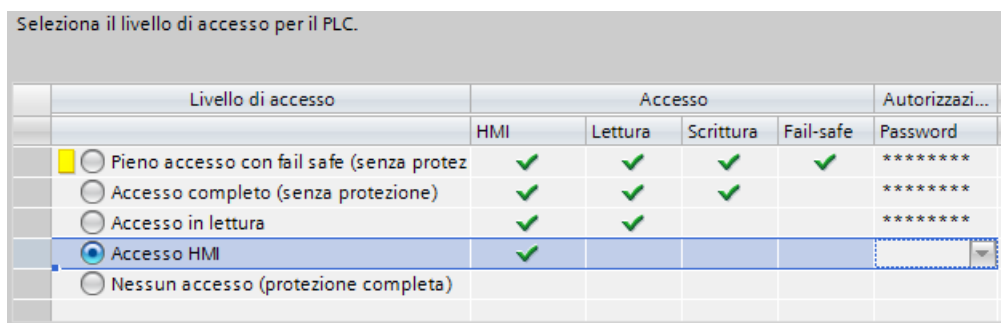 Seleziona il livello di accesso per il PLC.
Livello di accesso Accesso Autorizzazi...
HMI Lettura Scrittura Fail-safe Password
Pieno accesso con fail safe (senza protez ********
Accesso completo (senza protezione) ********
Accesso in lettura ********
Accesso HMI
Nessun accesso (protezione completa)